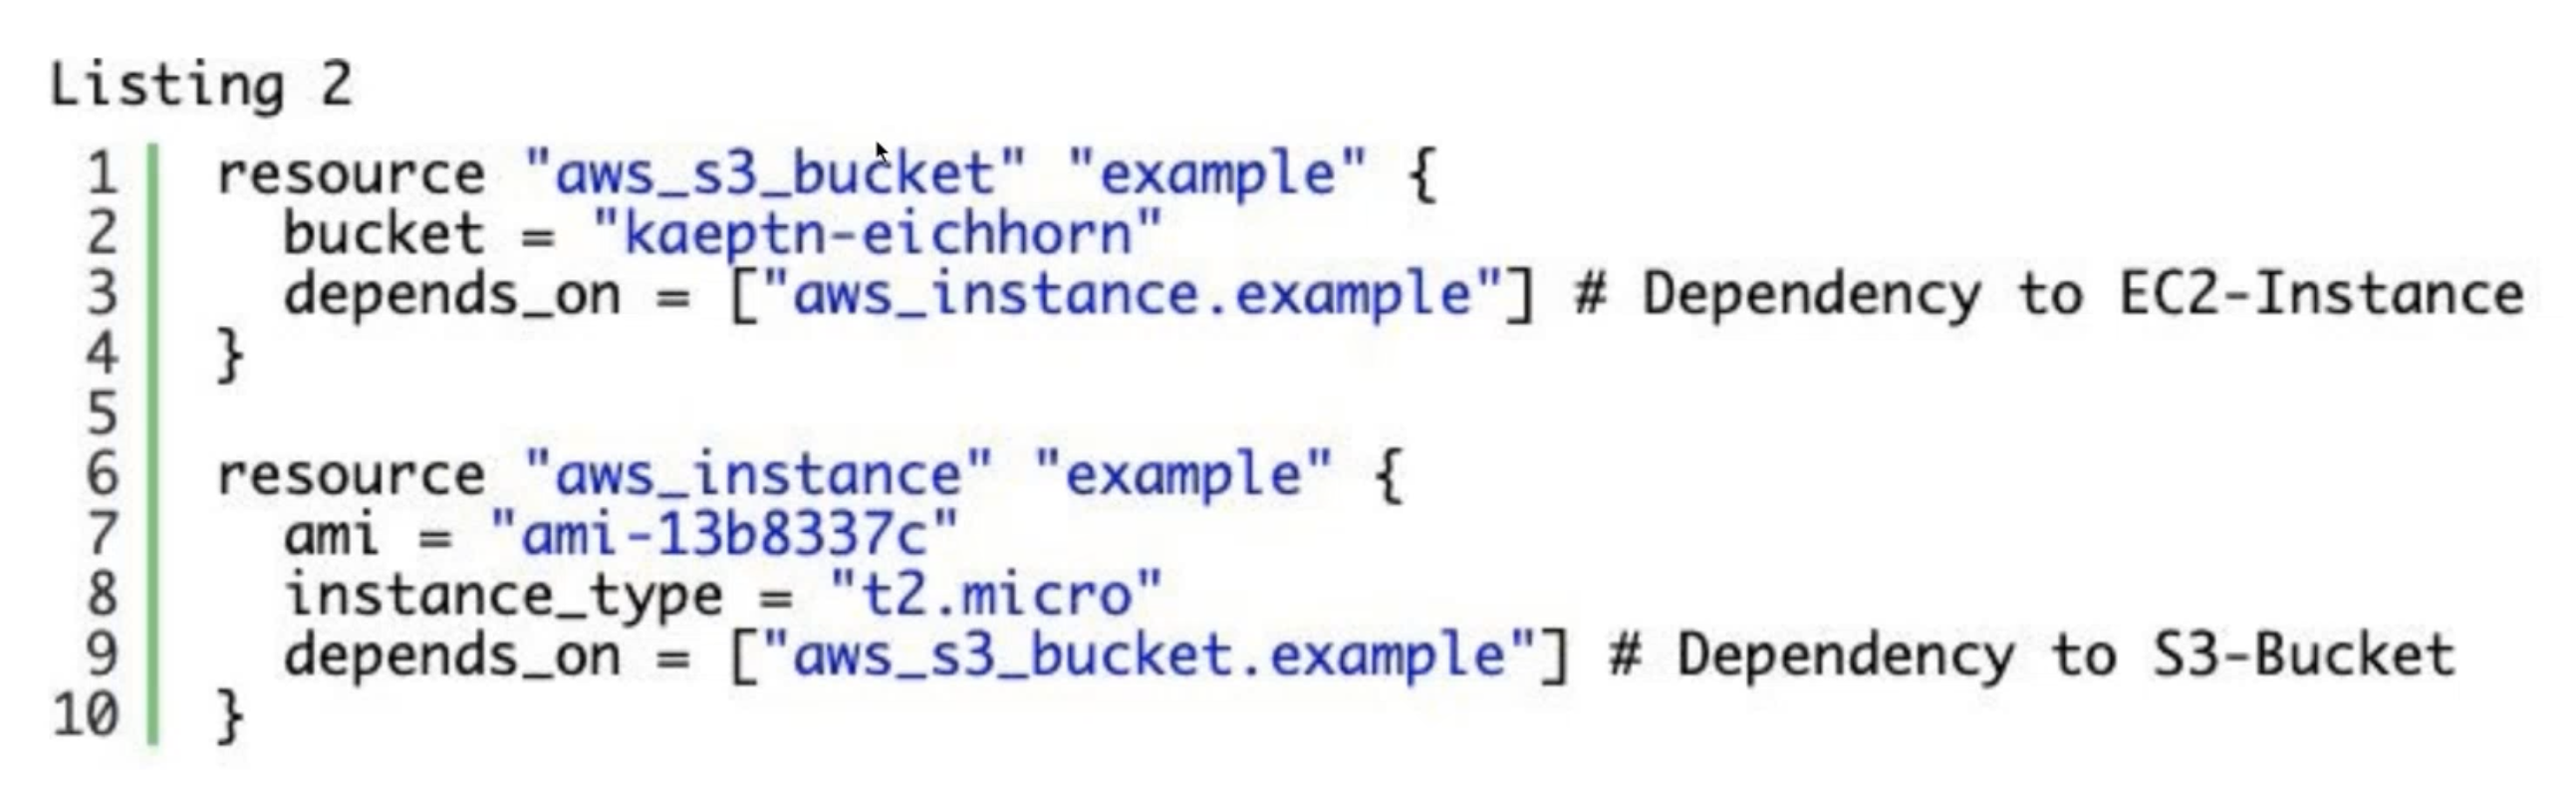 Listing 2
1 resource "aws_s3_bucket" "example" {
2 bucket = "kaeptn-eichhorn"
3 depends_on = ["aws_instance.example"] # Dependency to EC2-Instance
4 }
5
6 resource "aws_instance" "example" {
7 ami = "ami-13b8337c"
8 instance_type = "t2.micro"
9 depends_on = ["aws_s3_bucket.example"] # Dependency to S3-Bucket
10 }